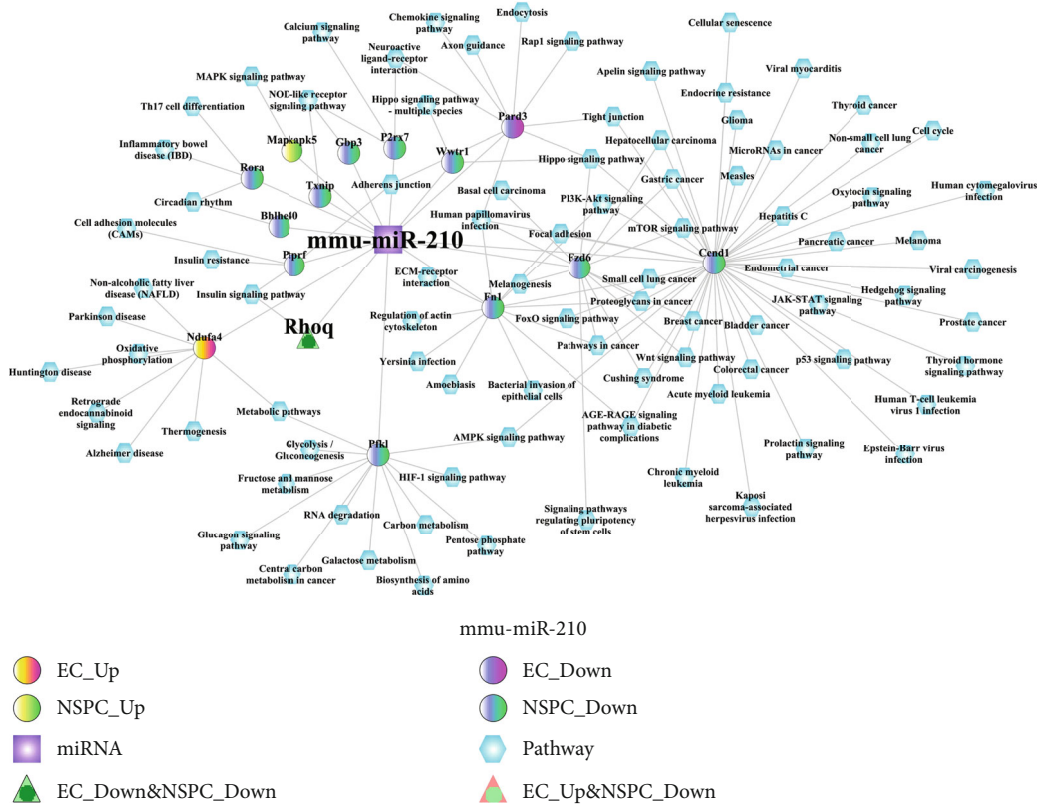 Cellular senescence
Endocytosis
Chemokine signaling
pathway
Calcium signaling
pathway
Axon guidance
Rap1 signaling pathway
Neuroactive
ligand-receptor
interaction
Apelin signaling pathway
Viral myocarditis
MAPK signaling pathway
NOD-like receptor
signaling pathway
Hippo signaling pathway
- multiple species
Endocrine resistance
Th17 cell differentiation
Thyroid cancer
Pard3
Tight junction
Glioma
Mapkapk5
Gbp3
P2rx7
Wwtr1
Hepatocellular carcinoma
Non-small cell lung
cancer
Cell cycle
Inflammatory bowel
disease (IBD)
Rora
Hippo signaling pathway
MicroRNAs in cancer
Txnip
Adherens junction
Gastric cancer
Measles
Circadian rhythm
Basal cell carcinoma
PI3K-Akt signaling
pathway
Oxytocin signaling
pathway
Human cytomegalovirus
infection
Bhlhe40
Human papillomavirus
infection
Hepatitis C
Cell adhesion molecules
(CAMs)
mmu-miR-210
Focal adhesion
mTOR signaling pathway
Pancreatic cancer
Melanoma
Insulin resistance
Ptprf
Fzd6
Ccnd1
Endometrial cancer
Viral carcinogenesis
ECM-receptor
interaction
Melanogenesis
Small cell lung cancer
Non-alcoholic fatty liver
disease (NAFLD)
Insulin signaling pathway
Fn1
Proteoglycans in cancer
JAK-STAT signaling
pathway
Hedgehog signaling
pathway
Parkinson disease
Rhoq
Regulation of actin
cytoskeleton
FoxO signaling pathway
Breast cancer
Bladder cancer
Prostate cancer
Ndufa4
Oxidative
phosphorylation
Yersinia infection
Pathways in cancer
Wnt signaling pathway
p53 signaling pathway
Thyroid hormone
signaling pathway
Huntington disease
Colorectal cancer
Amoebiasis
Bacterial invasion of
epithelial cells
Cushing syndrome
Acute myeloid leukemia
Human T-cell leukemia
virus 1 infection
Retrograde
endocannabinoid
signaling
Metabolic pathways
AGE-RAGE signaling
pathway in diabetic
complications
Thermogenesis
Alzheimer disease
Glycolysis /
Gluconeogenesis
Pfkl
AMPK signaling pathway
Prolactin signaling
pathway
Epstein-Barr virus
infection
Fructose and mannose
metabolism
HIF-1 signaling pathway
Chronic myeloid
leukemia
Kaposi
sarcoma-associated
herpesvirus infection
RNA degradation
Carbon metabolism
Signaling pathways
regulating pluripotency
of stem cells
Glucagon signaling
pathway
Pentose phosphate
pathway
Galactose metabolism
Central carbon
metabolism in cancer
Biosynthesis of amino
acids
mmu-miR-210
EC_Up
EC_Down
NSPC_Up
NSPC_Down
miRNA
Pathway
EC_Down&NSPC_Down
EC_Up&NSPC_Down